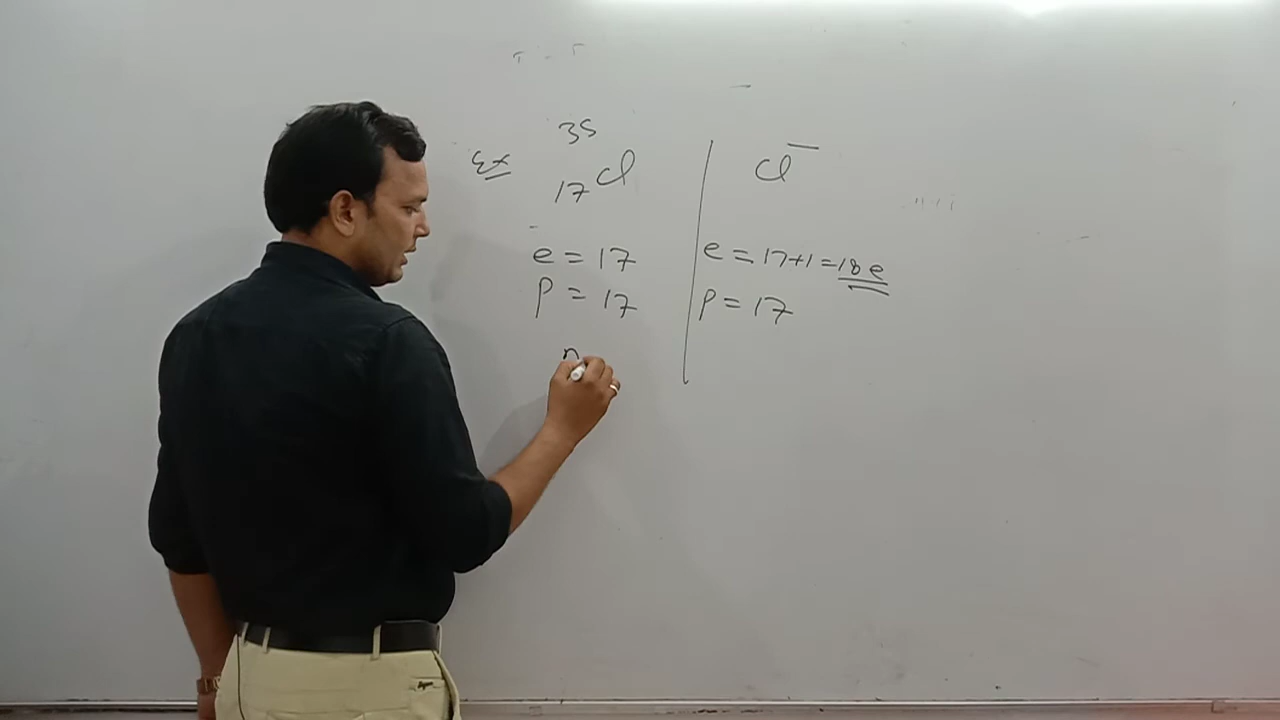 Ex 35 17 Cl
e = 17
p = 17
n
Cl⁻
e = 17+1 = 18e
p = 17